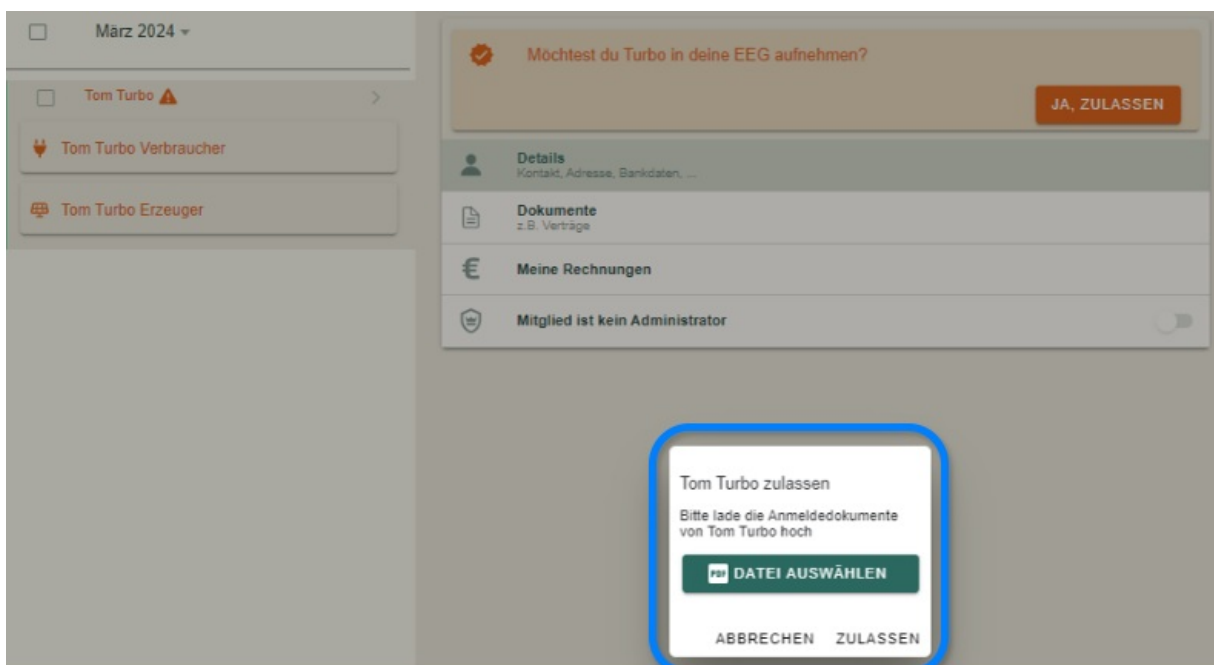 März 2024
Tom Turbo
Tom Turbo Verbraucher
Tom Turbo Erzeuger
Möchtest du Turbo in deine EEG aufnehmen?
JA, ZULASSEN
Details
Kontakt, Adresse, Bankdaten, ...
Dokumente
z.B. Verträge
€ Meine Rechnungen
Mitglied ist kein Administrator
Tom Turbo zulassen
Bitte lade die Anmeldedokumente
von Tom Turbo hoch
PDF DATEI AUSWÄHLEN
ABBRECHEN ZULASSEN